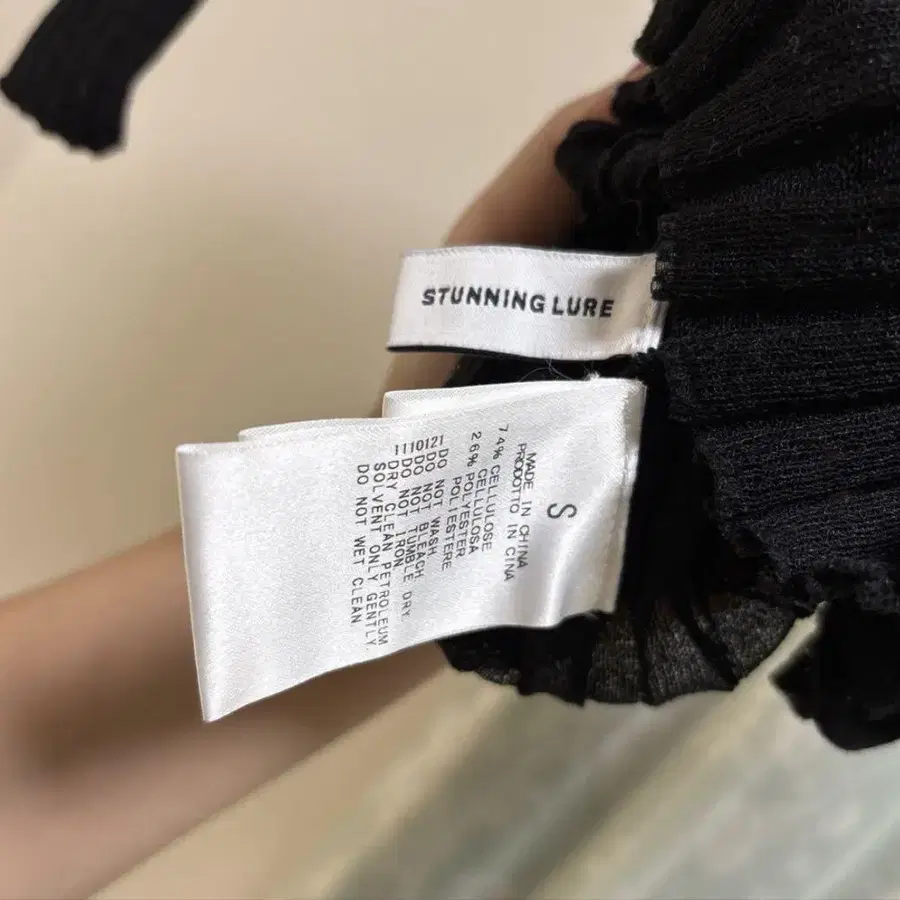 STUNNING LURE
S
MADE IN CHINA
PRODOTTO IN CINA
74% CELLULOSE
CELLULOSA
26% POLYESTER
POLIESTERE
DO NOT WASH.
DO NOT BLEACH.
DO NOT TUMBLE DRY.
DO NOT IRON.
DRY CLEAN PETROLEUM
SOLVENT ONLY GENTLY
DO NOT WET CLEAN.
1110121